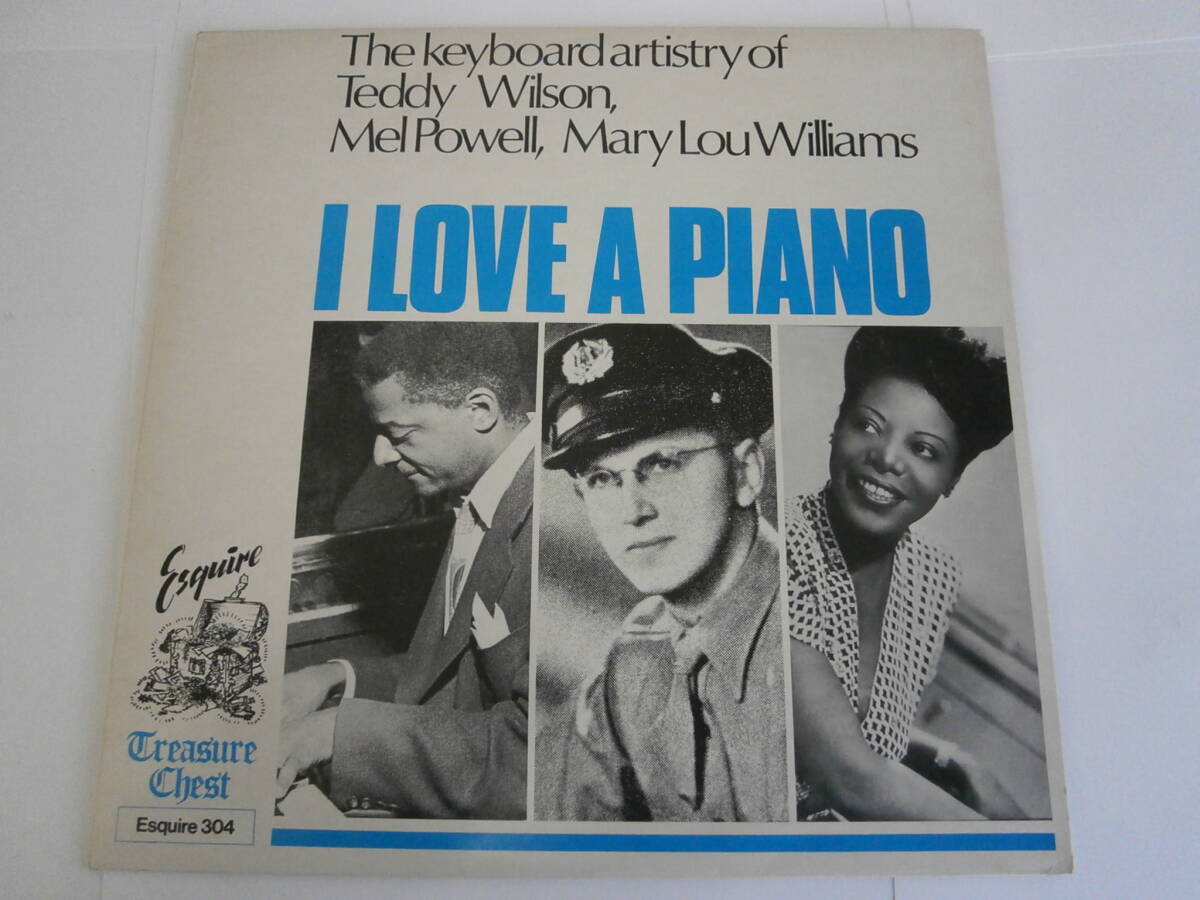 The keyboard artistry of
Teddy Wilson,
Mel Powell, Mary Lou Williams
I LOVE A PIANO
Esquire
Treasure
Chest
Esquire 304